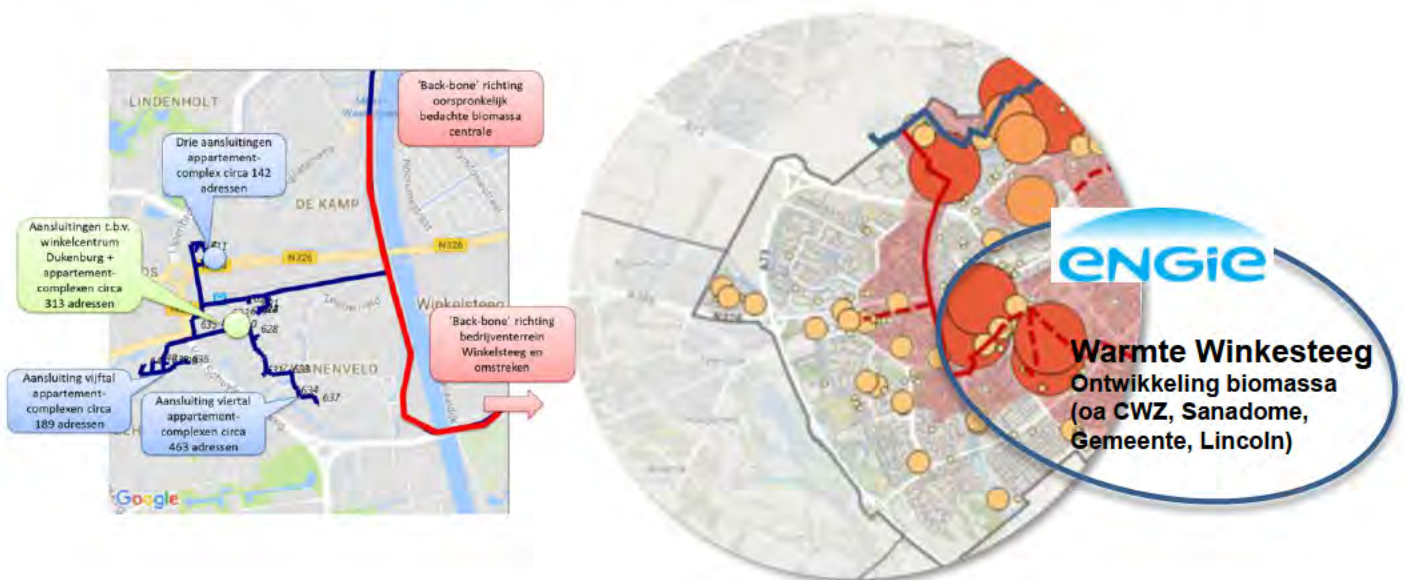 LINDENHOLT
'Back-bone' richting
oorspronkelijk
bedachte biomassa
centrale
Drie aansluitingen
appartement-
complex circa 142
adressen
DE KAMP
Aansluitingen t.b.v.
winkelcentrum
Dukenburg +
appartement-
complexen circa
313 adressen
N326
N326
Winkelsteeg
628
'Back-bone' richting
bedrijventerrein
Winkelsteeg en
omstreken
634
637
Aansluiting vijftal
appartement-
complexen circa
189 adressen
Aansluiting viertal
appartement-
complexen circa
463 adressen
Google
A73
ENGIE
Warmte Winkesteeg
Ontwikkeling biomassa
(oa CWZ, Sanadome,
Gemeente, Lincoln)